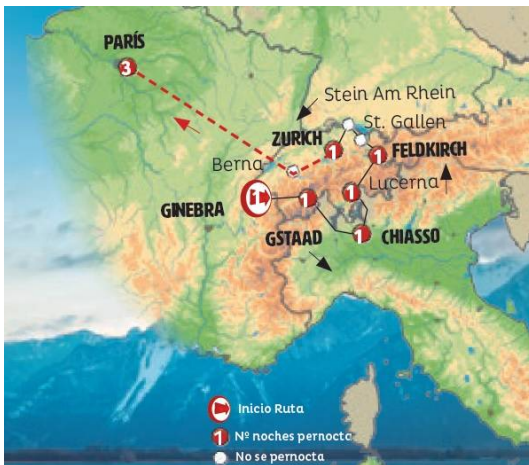 PARÍS
3
Stein Am Rhein
St. Gallen
ZURICH
1
1
FELDKIRCH
Berna
Lucerna
GINEBRA
1
1
1
GSTAAD
1
CHIASSO
Inicio Ruta
1
Nº noches pernocta
No se pernocta